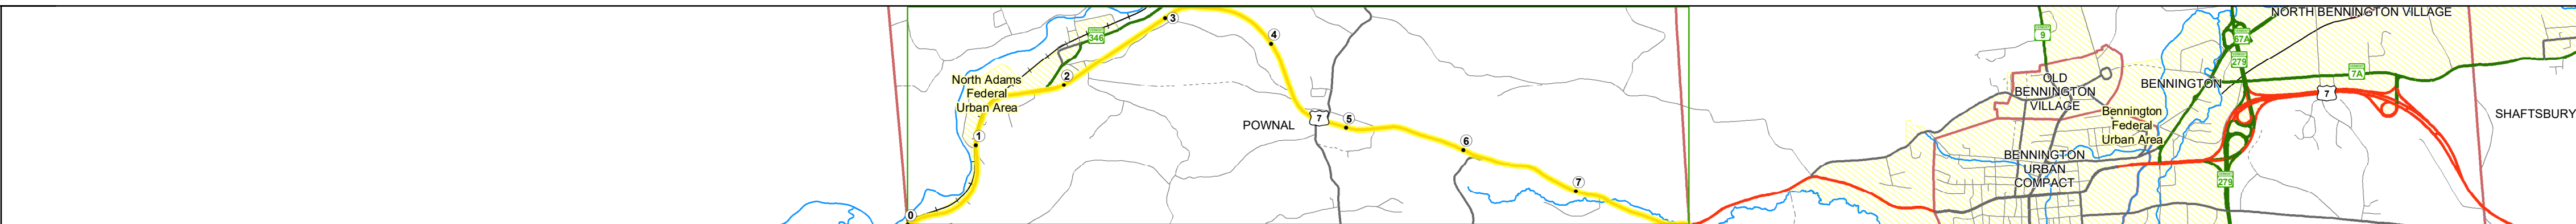 NORTH BENNINGTON VILLAGE
3
346
4
9
67A
279
7A
2
North Adams
Federal
Urban Area
OLD
BENNINGTON
VILLAGE
BENNINGTON
7
SHAFTSBURY
Bennington
Federal
Urban Area
POWNAL
7
5
1
6
BENNINGTON
URBAN
COMPACT
7
279
0